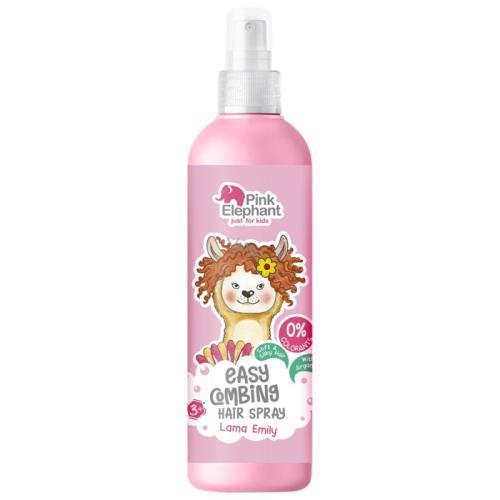 Pink
Elephant
just for kids
0%
COLORANTS
Soft &
Silky Hair
With
Argan
easy
combing
HAIR SPRAY
3+
Lama Emily